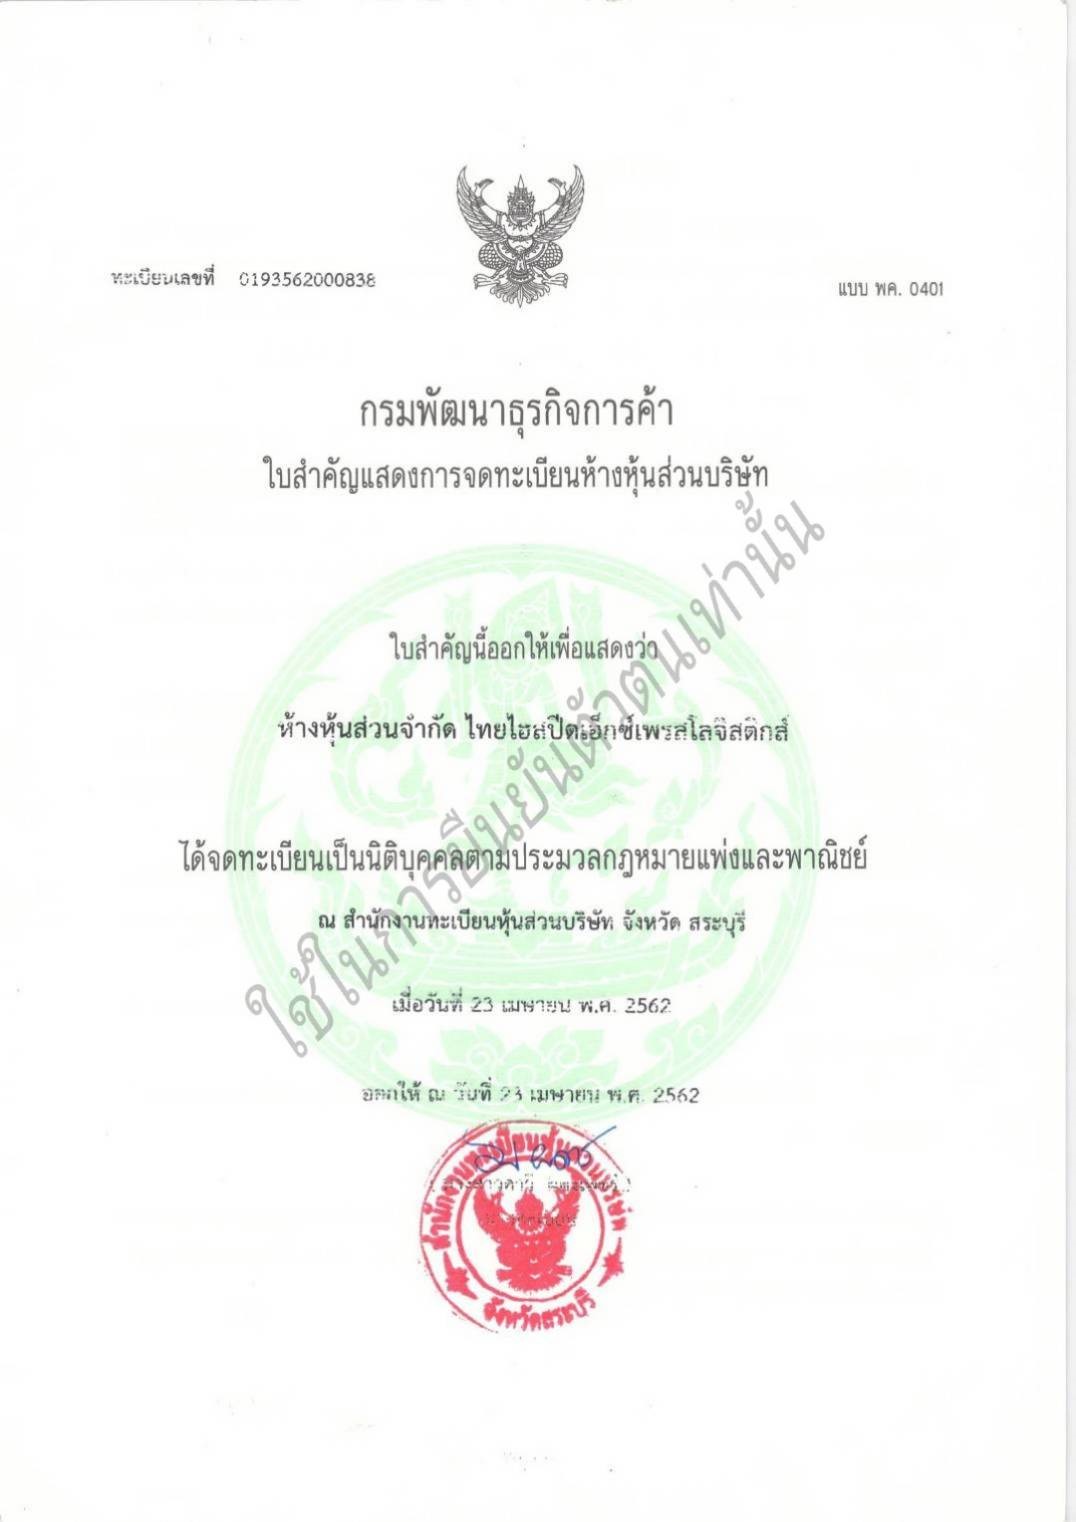 ทะเบียนเลขที่ 0193562000838
แบบ พค. 0401
กรมพัฒนาธุรกิจการค้า
ใบสำคัญแสดงการจดทะเบียนห้างหุ้นส่วนบริษัท
ใบสำคัญนี้ออกให้เพื่อแสดงว่า
ห้างหุ้นส่วนจำกัด ไทยไฮสปีดเอ็กซ์เพรสโลจิสติกส์
ได้จดทะเบียนเป็นนิติบุคคลตามประมวลกฎหมายแพ่งและพาณิชย์
ณ สำนักงานทะเบียนหุ้นส่วนบริษัท จังหวัด สระบุรี
เมื่อวันที่ 23 เมษายน พ.ศ. 2562
ออกให้ ณ วันที่ 23 เมษายน พ.ศ. 2562
ใช้ในการยืนยันตัวตนเท่านั้น
สำนักงานทะเบียนหุ้นส่วนบริษัท
จังหวัดสระบุรี